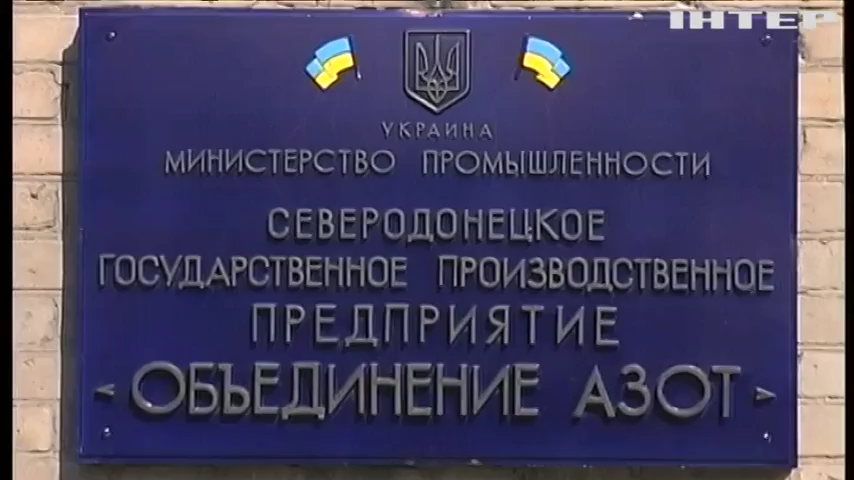 ІНТЕР
УКРАИНА
МИНИСТЕРСТВО ПРОМЫШЛЕННОСТИ
СЕВЕРОДОНЕЦКОЕ
ГОСУДАРСТВЕННОЕ ПРОИЗВОДСТВЕННОЕ
ПРЕДПРИЯТИЕ
<ОБЪЕДИНЕНИЕ АЗОТ>